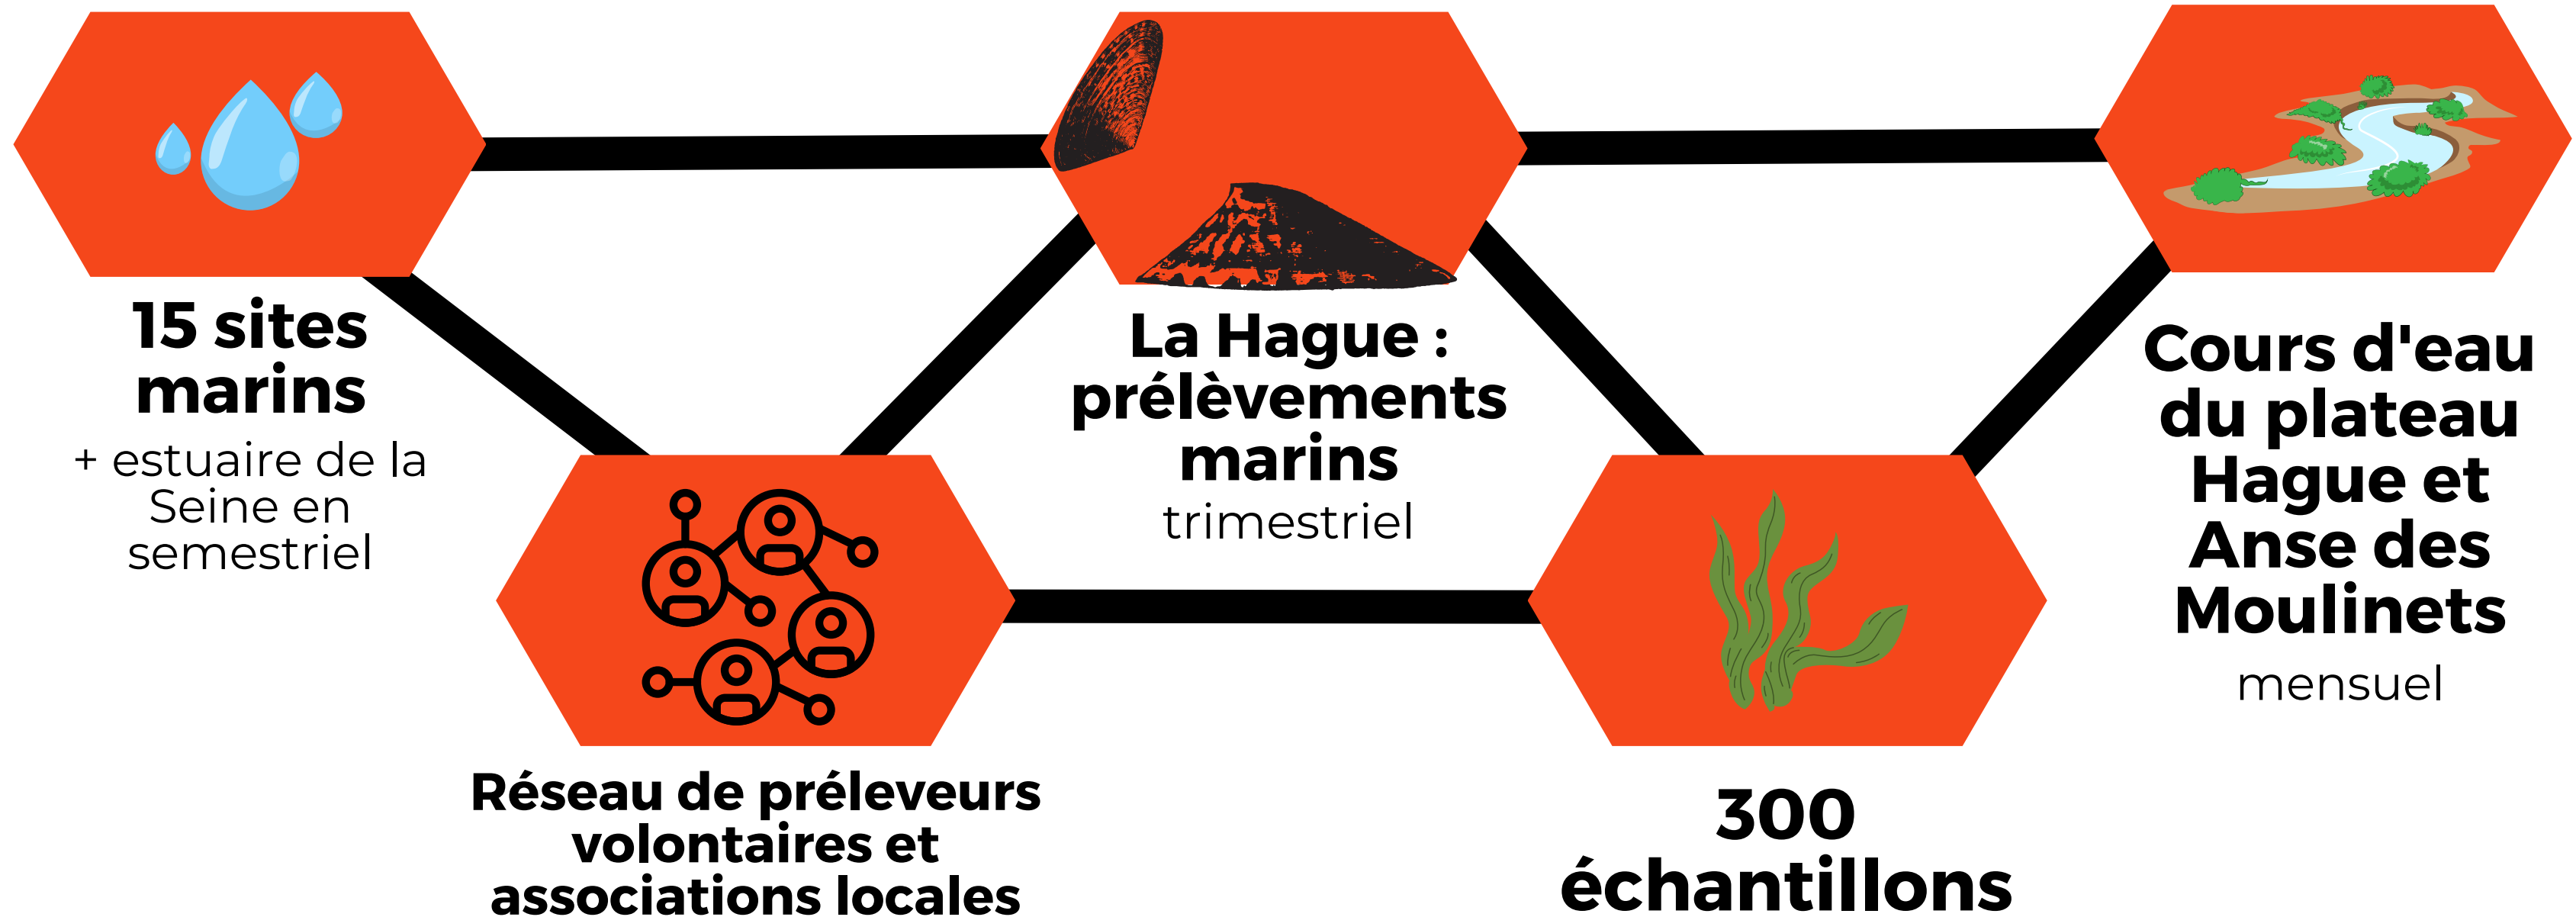 15 sites
marins
+ estuaire de la
Seine en
semestriel
La Hague :
prélèvements
marins
trimestriel
Cours d'eau
du plateau
Hague et
Anse des
Moulinets
mensuel
Réseau de préleveurs
volontaires et
associations locales
300
échantillons